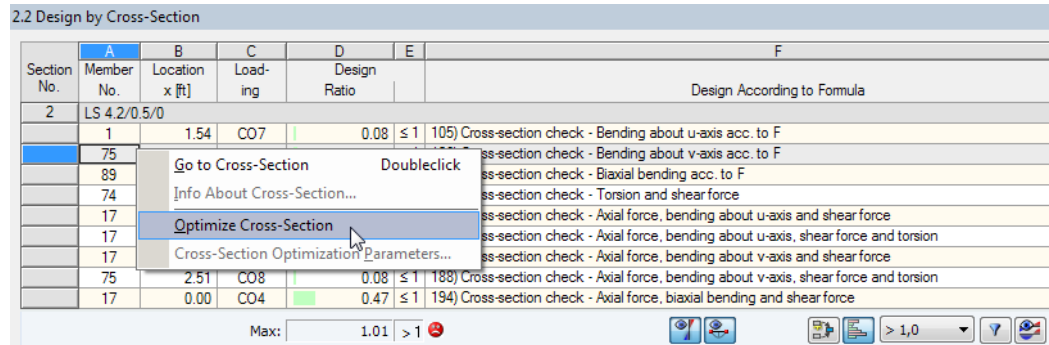 2.2 Design by Cross-Section
A B C D E F
Section Member Location Load- Design
No. No. x [ft] ing Ratio Design According to Formula
2 LS 4.2/0.5/0
1 1.54 CO7 0.08 ≤ 1 105) Cross-section check - Bending about u-axis acc. to F
75 ss-section check - Bending about v-axis acc. to F
Go to Cross-Section Doubleclick
89 ss-section check - Biaxial bending acc. to F
Info About Cross-Section...
74 ss-section check - Torsion and shear force
17 ss-section check - Axial force, bending about u-axis and shear force
Optimize Cross-Section
17 ss-section check - Axial force, bending about u-axis, shear force and torsion
17 ss-section check - Axial force, bending about v-axis and shear force
Cross-Section Optimization Parameters...
75 2.51 CO8 0.08 ≤ 1 188) Cross-section check - Axial force, bending about v-axis, shear force and torsion
17 0.00 CO4 0.47 ≤ 1 194) Cross-section check - Axial force, biaxial bending and shear force
Max: 1.01 > 1 > 1,0